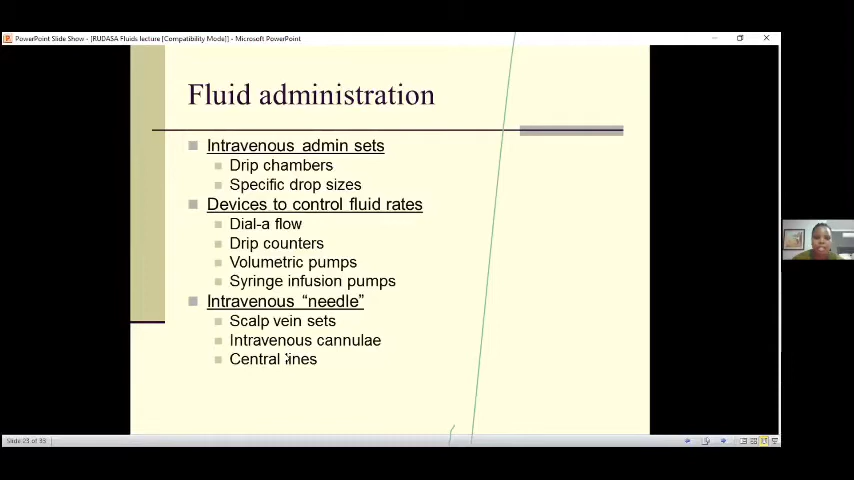 PowerPoint Slide Show - [RUDASA Fluids lecture [Compatibility Mode]] - Microsoft PowerPoint
Fluid administration
Intravenous admin sets
Drip chambers
Specific drop sizes
Devices to control fluid rates
Dial-a flow
Drip counters
Volumetric pumps
Syringe infusion pumps
Intravenous “needle”
Scalp vein sets
Intravenous cannulae
Central lines
Slide 23 of 33